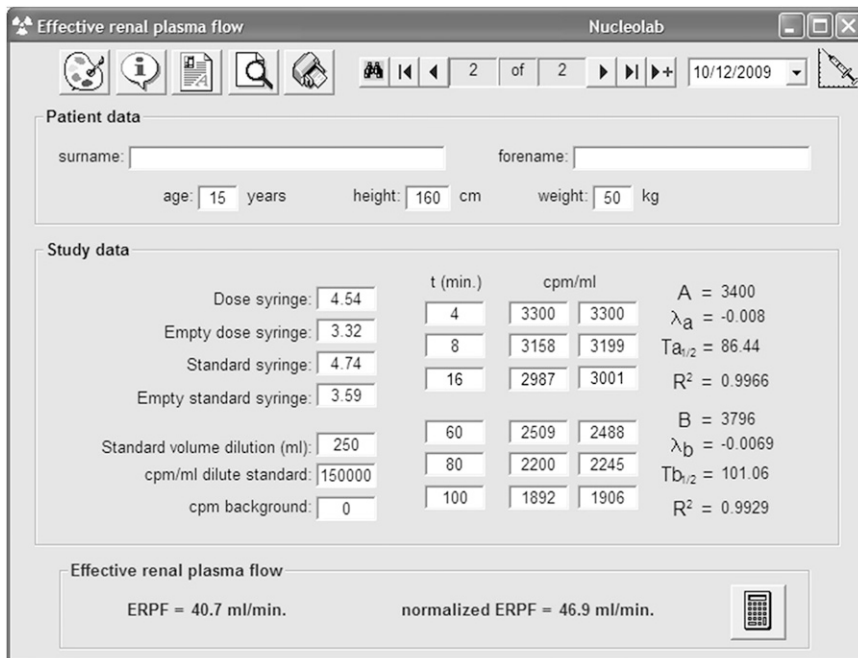 Effective renal plasma flow Nucleolab
2 of 2 10/12/2009
Patient data
surname: forename:
age: 15 years height: 160 cm weight: 50 kg
Study data
t (min.) cpm/ml
Dose syringe: 4.54
Empty dose syringe: 3.32
Standard syringe: 4.74
Empty standard syringe: 3.59
Standard volume dilution (ml): 250
cpm/ml dilute standard: 150000
cpm background: 0
4 3300 3300
8 3158 3199
16 2987 3001
60 2509 2488
80 2200 2245
100 1892 1906
A = 3400
λa = -0.008
Ta1/2 = 86.44
R² = 0.9966
B = 3796
λb = -0.0069
Tb1/2 = 101.06
R² = 0.9929
Effective renal plasma flow
ERPF = 40.7 ml/min. normalized ERPF = 46.9 ml/min.